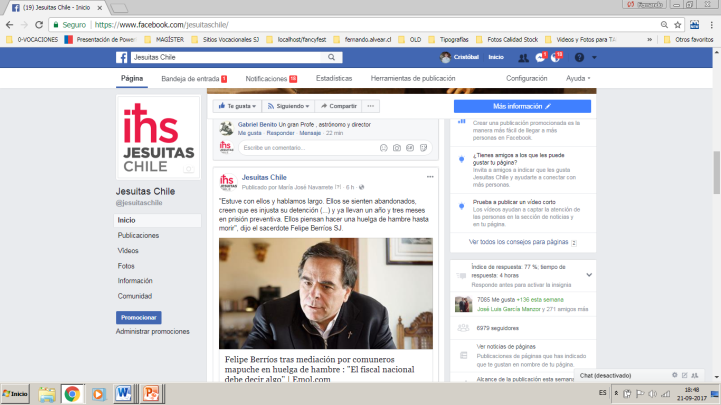 (19) Jesuitas Chile - Inicio
Fernando
Seguro | https://www.facebook.com/jesuitaschile/
G-VOCACIONES Presentación de Power MAGÍSTER Sitios Vocacionales SJ localhost/fancyfest fernando.alvear.cl OLD Tipografías Fotos Calidad Stock Videos y Fotos para TA » Otros favoritos
Jesuitas Chile
Cristóbal Inicio
Página Bandeja de entrada Notificaciones Estadísticas Herramientas de publicación Configuración Ayuda
Te gusta Siguiendo Compartir ...
Más información
ihs
JESUITAS
CHILE
Jesuitas Chile
@jesuitaschile
Inicio
Publicaciones
Videos
Fotos
Información
Comunidad
Promocionar
Administrar promociones
Gabriel Benito Un gran Profe , astrónomo y director
Me gusta · Responder · Mensaje · 22 min
Escribe un comentario...
ihs
JESUITAS
CHILE
Jesuitas Chile
Publicado por María José Navarrete · 6 h
"Estuve con ellos y hablamos largo. Ellos se sienten abandonados,
creen que es injusta su detención (...) y ya llevan un año y tres meses
en prisión preventiva. Ellos piensan hacer una huelga de hambre hasta
morir", dijo el sacerdote Felipe Berríos SJ.
Felipe Berríos tras mediación por comuneros
mapuche en huelga de hambre : "El fiscal nacional
debe decir algo" | Emol.com
Crear una publicación promocionada es la
manera más fácil de llegar a más
personas en Facebook.
¿Tienes amigos a los que les puede
gustar tu página?
Invita a amigos a indicar que les gusta
Jesuitas Chile y ayudarte a conectar con
más personas.
Prueba a publicar un video corto
Los videos ayudan a captar la atención de
las personas en la sección de noticias y
en tu página.
Ver todos los consejos para páginas
Índice de respuesta: 77 %; tiempo de
respuesta: 4 horas
Responde antes para activar la insignia
7055 Me gusta +136 esta semana
José Luis García Manzor y 271 amigos más
6979 seguidores
Ver noticias de páginas
Publicaciones de páginas que has indicado
que te gustan en nombre de tu página.
Alcance de la publicación esta semana
Chat (desactivado)
Inicio
ES
18:48
21-09-2017